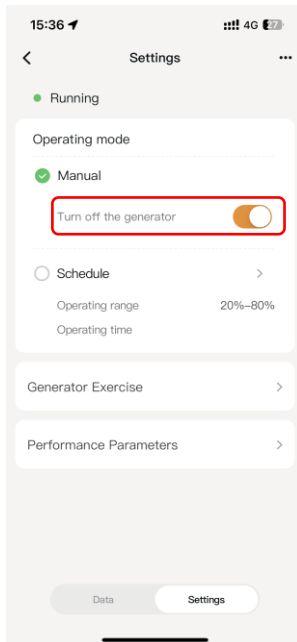 15:36 4G 27
Settings
Running
Operating mode
Manual
Turn off the generator
Schedule
Operating range 20%–80%
Operating time
Generator Exercise
Performance Parameters
Data Settings